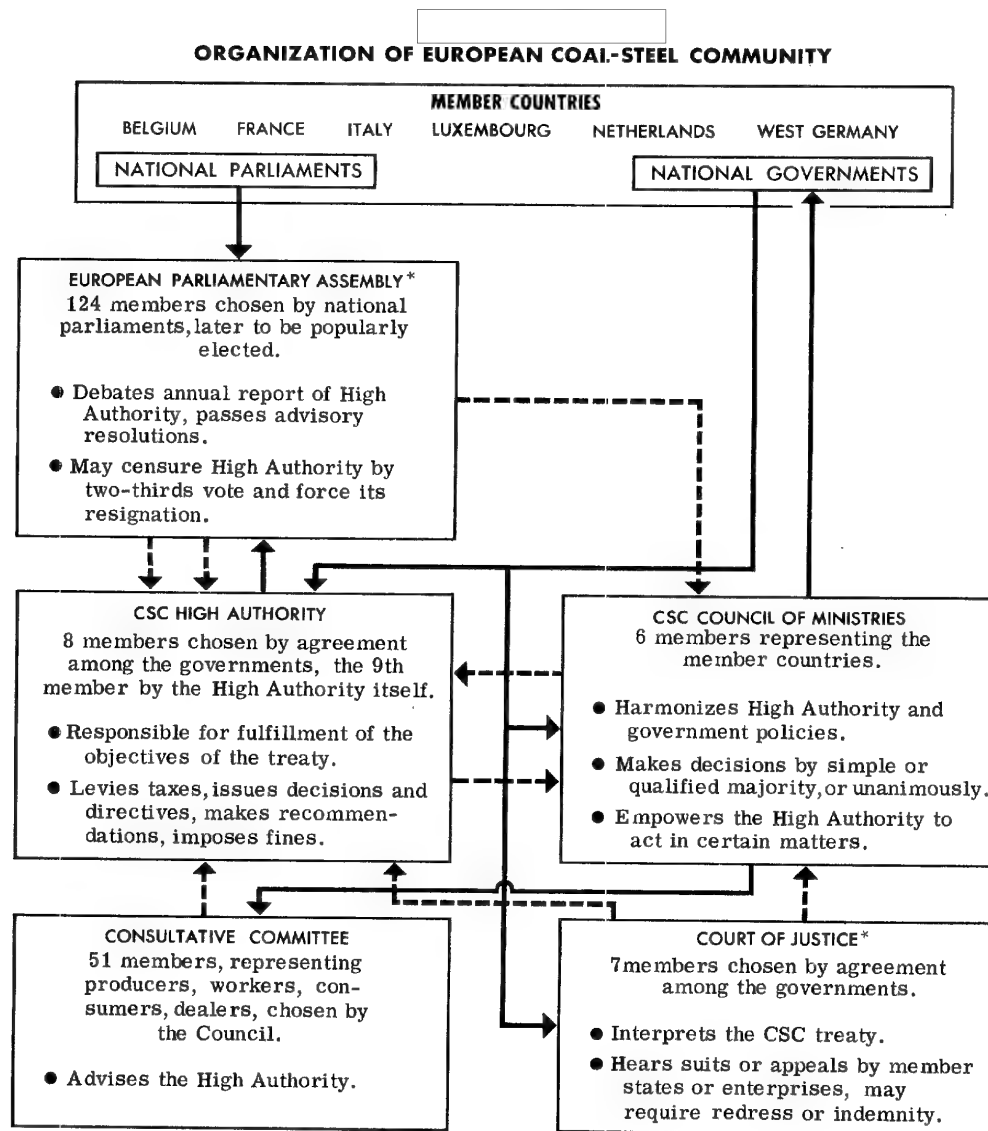 ORGANIZATION OF EUROPEAN COAL-STEEL COMMUNITY
MEMBER COUNTRIES
BELGIUM FRANCE ITALY LUXEMBOURG NETHERLANDS WEST GERMANY
NATIONAL PARLIAMENTS
NATIONAL GOVERNMENTS
EUROPEAN PARLIAMENTARY ASSEMBLY*
124 members chosen by national
parliaments, later to be popularly
elected.
● Debates annual report of High
Authority, passes advisory
resolutions.
● May censure High Authority by
two-thirds vote and force its
resignation.
CSC HIGH AUTHORITY
8 members chosen by agreement
among the governments, the 9th
member by the High Authority itself.
● Responsible for fulfillment of the
objectives of the treaty.
● Levies taxes, issues decisions and
directives, makes recommen-
dations, imposes fines.
CSC COUNCIL OF MINISTRIES
6 members representing the
member countries.
● Harmonizes High Authority and
government policies.
● Makes decisions by simple or
qualified majority, or unanimously.
● Empowers the High Authority to
act in certain matters.
CONSULTATIVE COMMITTEE
51 members, representing
producers, workers, con-
sumers, dealers, chosen by
the Council.
● Advises the High Authority.
COURT OF JUSTICE*
7members chosen by agreement
among the governments.
● Interprets the CSC treaty.
● Hears suits or appeals by member
states or enterprises, may
require redress or indemnity.